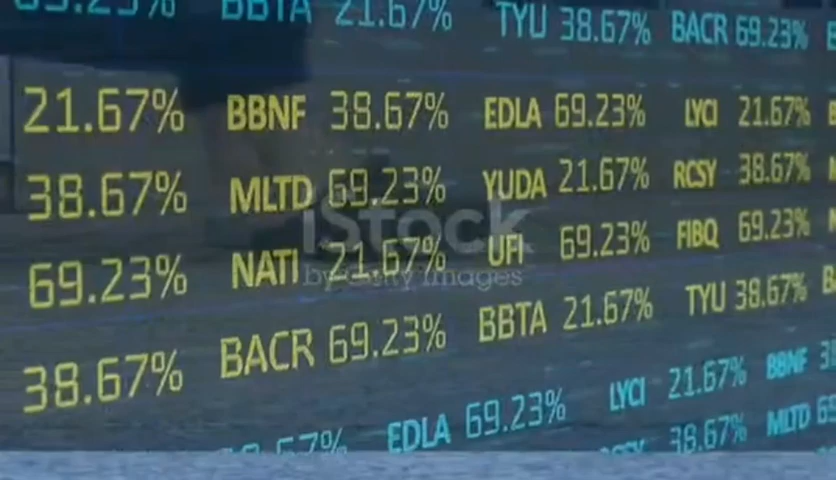 BBTA 21.67% TYU 38.67% BACR 69.23%
21.67% BBNF 38.67% EDLA 69.23% LYCI 21.67%
38.67% MLTD 69.23% YUDA 21.67% RCSY 38.67%
iStock
by Getty Images
69.23% NATI 21.67% UFI 69.23% FIBQ 69.23%
38.67% BACR 69.23% BBTA 21.67% TYU 38.67%
EDLA 69.23% LYCI 21.67% BBNF
38.67% MLTD